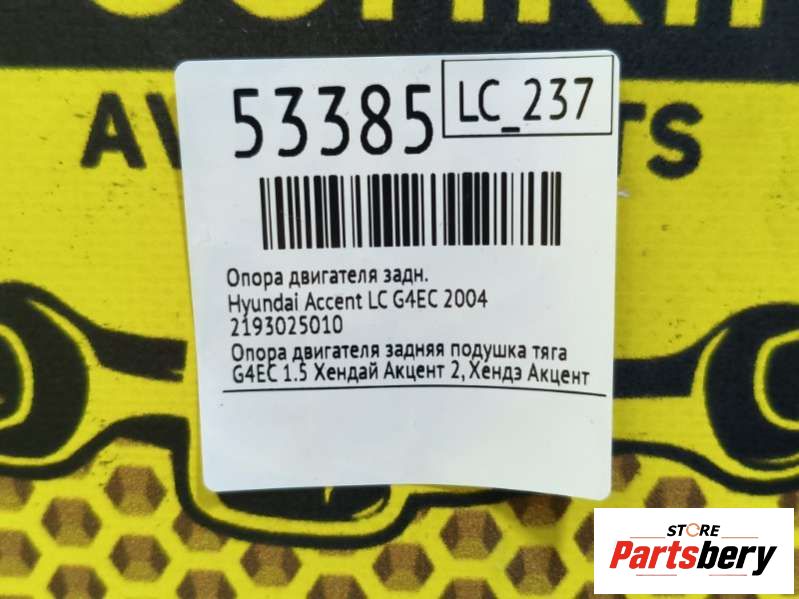 53385
LC_237
Опора двигателя задн.
Hyundai Accent LC G4EC 2004
2193025010
Опора двигателя задняя подушка тяга
G4EC 1.5 Хендай Акцент 2, Хендэ Акцент
STORE
Partsbery